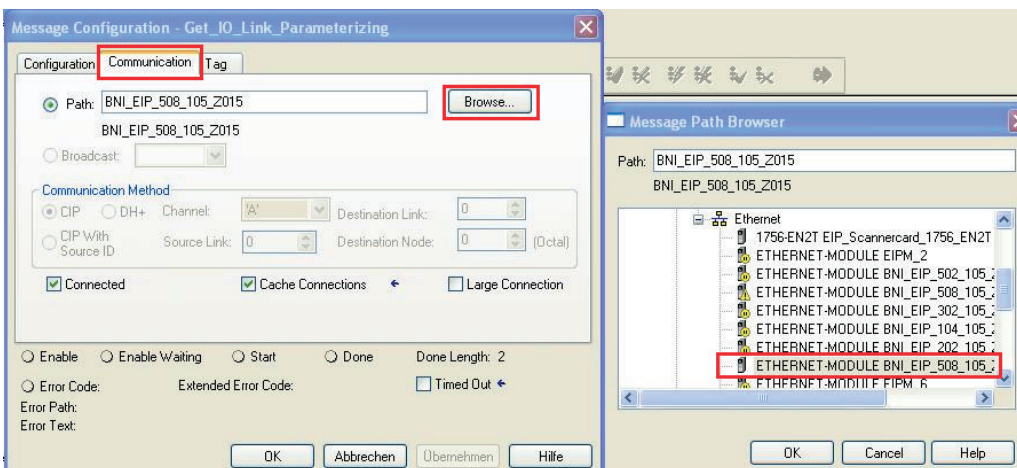 Message Configuration - Get_IO_Link_Parameterizing
Configuration Communication Tag
Path: BNI_EIP_508_105_Z015 Browse...
BNI_EIP_508_105_Z015
Broadcast:
Communication Method
CIP DH+ Channel: 'A' Destination Link: 0
CIP With Source ID Source Link: 0 Destination Node: 0 (Octal)
Connected Cache Connections Large Connection
Enable Enable Waiting Start Done Done Length: 2
Error Code: Extended Error Code: Timed Out
Error Path:
Error Text:
OK Abbrechen Übernehmen Hilfe
Message Path Browser
Path: BNI_EIP_508_105_Z015
BNI_EIP_508_105_Z015
Ethernet
1756-EN2T EIP_Scannercard_1756_EN2T
ETHERNET-MODULE EIPM_2
ETHERNET-MODULE BNI_EIP_502_105_
ETHERNET-MODULE BNI_EIP_508_105_
ETHERNET-MODULE BNI_EIP_302_105_
ETHERNET-MODULE BNI_EIP_104_105_
ETHERNET-MODULE BNI_EIP_202_105_
ETHERNET-MODULE BNI_EIP_508_105_
ETHERNET-MODULE EIPM_6
OK Cancel Help